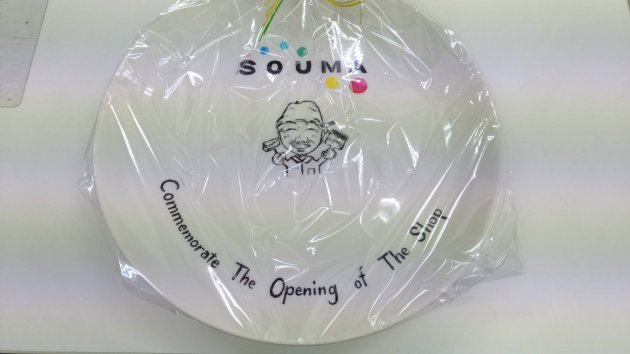 SOUMA
Commemorate The Opening of The Shop